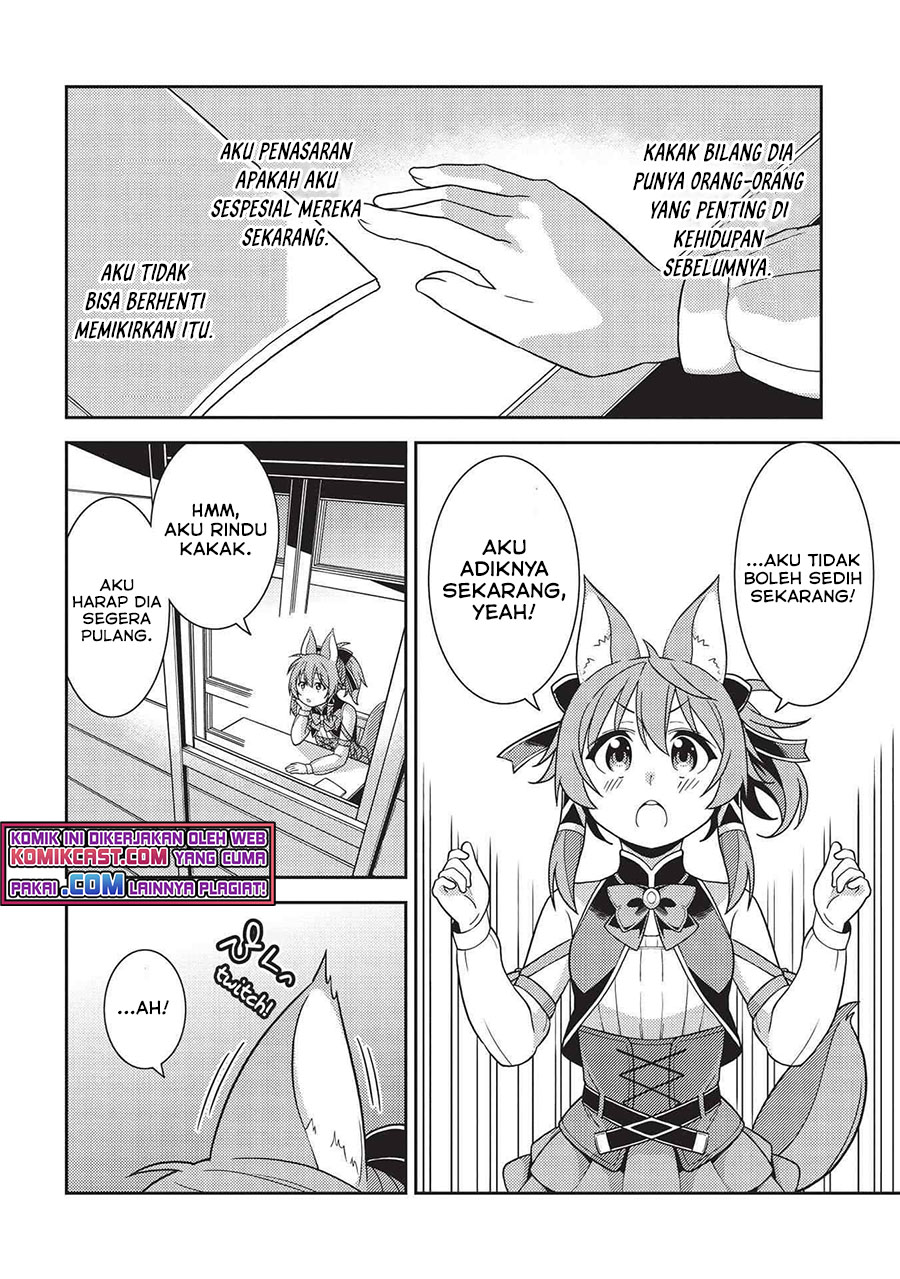 KAKAK BILANG DIA
PUNYA ORANG-ORANG
YANG PENTING DI
KEHIDUPAN
SEBELUMNYA.
AKU PENASARAN
APAKAH AKU
SESPESIAL MEREKA
SEKARANG.
AKU TIDAK
BISA BERHENTI
MEMIKIRKAN ITU.
...AKU TIDAK
BOLEH SEDIH
SEKARANG!
AKU
ADIKNYA
SEKARANG,
YEAH!
HMM,
AKU RINDU
KAKAK.
AKU
HARAP DIA
SEGERA
PULANG.
KOMIK INI DIKERJAKAN OLEH WEB
KOMIKCAST.COM YANG CUMA
PAKAI .COM LAINNYA PLAGIAT!
ぴくっ
twitch!
...AH!